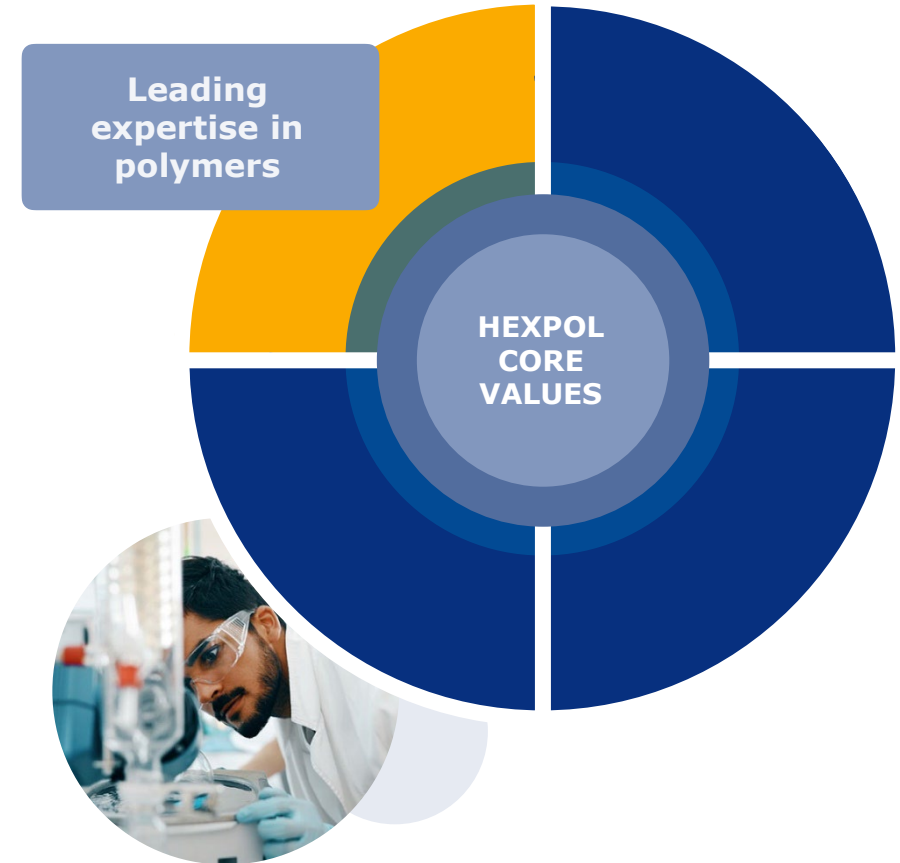 Leading
expertise in
polymers
HEXPOL
CORE
VALUES